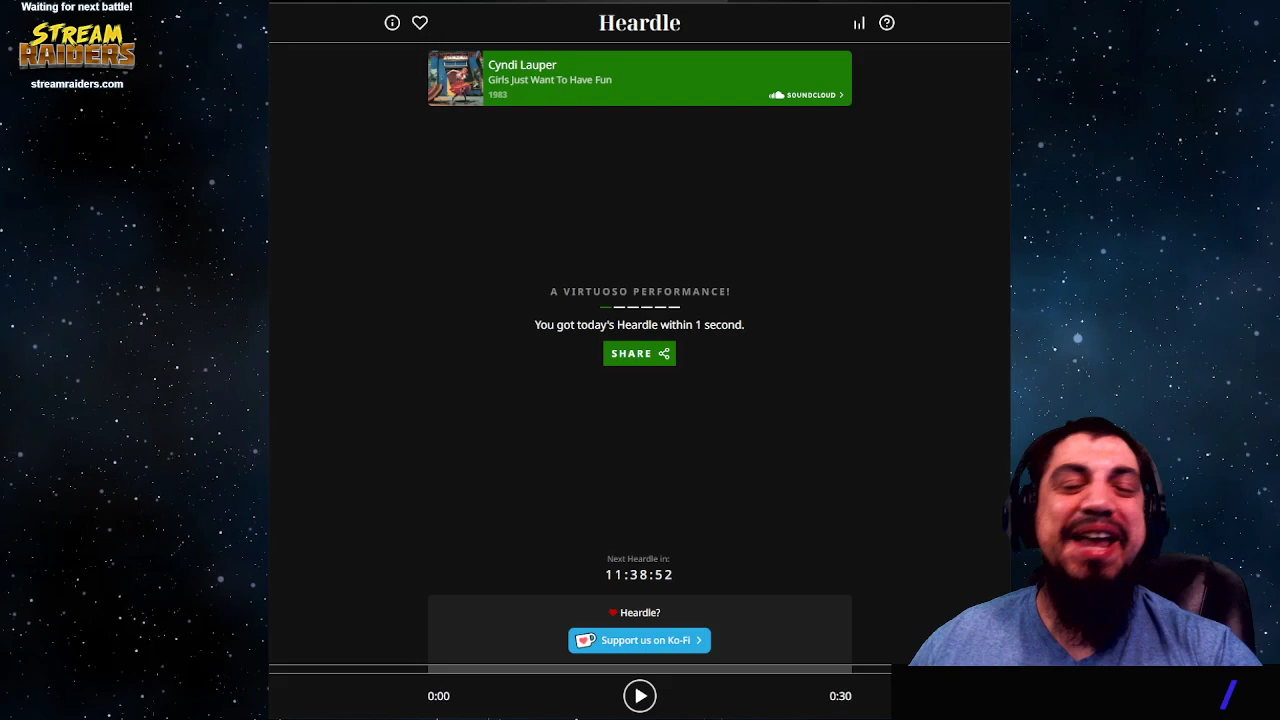 Waiting for next battle!
STREAM
RAIDERS
streamraiders.com
Heardle
Cyndi Lauper
Girls Just Want To Have Fun
1983
SOUNDCLOUD
A VIRTUOSO PERFORMANCE!
You got today's Heardle within 1 second.
SHARE
Next Heardle in:
11:38:52
Heardle?
Support us on Ko-Fi
0:00
0:30